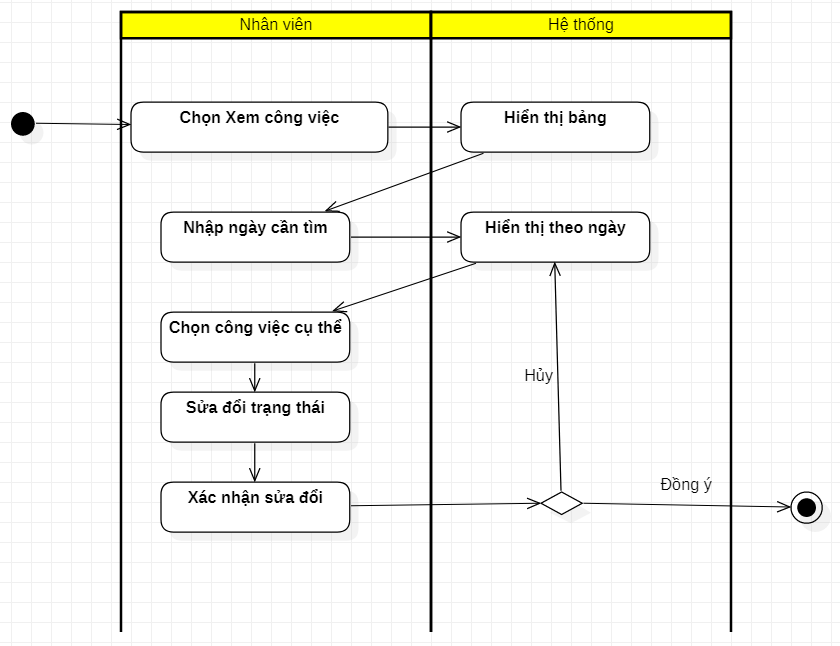 Nhân viên
Hệ thống
Chọn Xem công việc
Hiển thị bảng
Nhập ngày cần tìm
Hiển thị theo ngày
Chọn công việc cụ thể
Hủy
Sửa đổi trạng thái
Đồng ý
Xác nhận sửa đổi